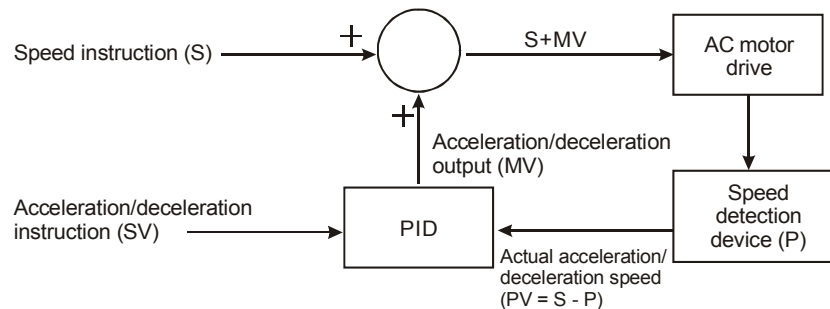 Speed instruction (S)
+
S+MV
AC motor
drive
+
Acceleration/deceleration
output (MV)
Acceleration/deceleration
instruction (SV)
PID
Speed
detection
device (P)
Actual acceleration/
deceleration speed
(PV = S - P)